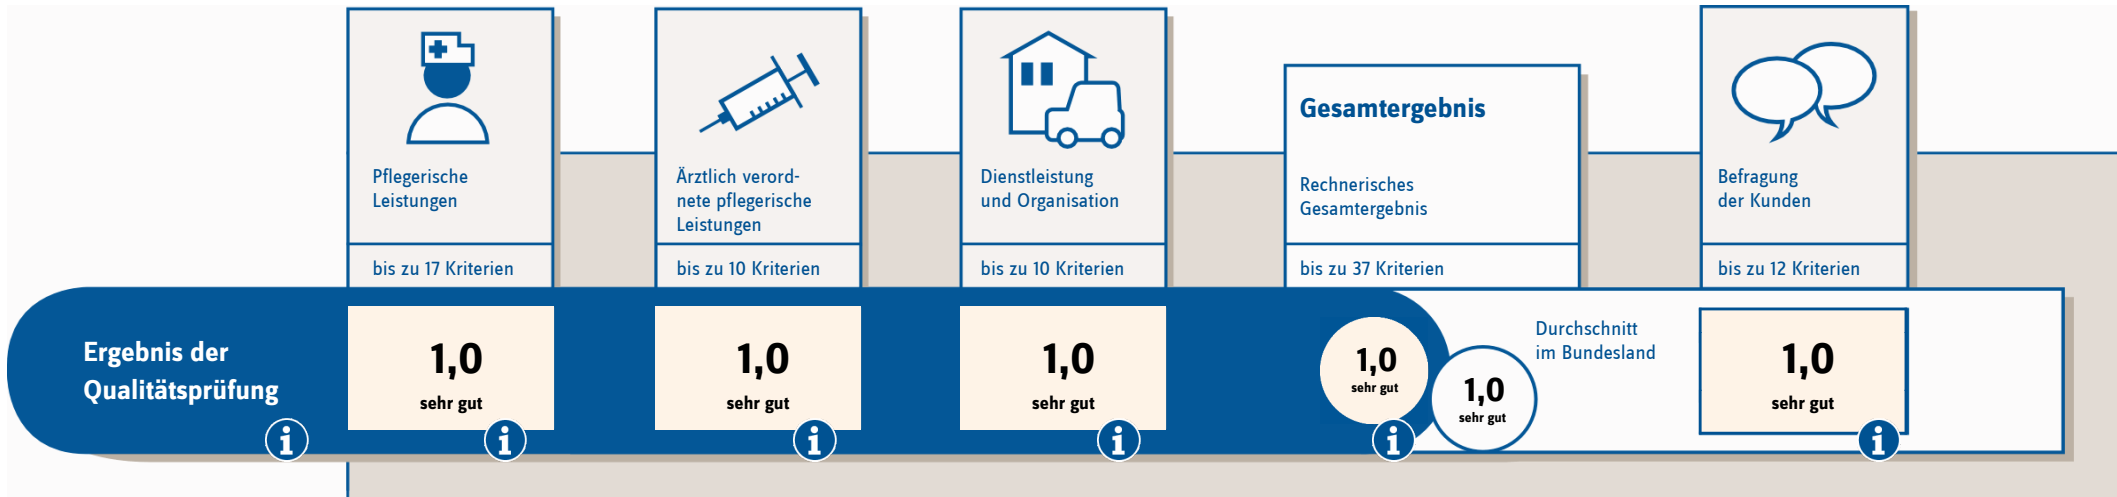 Pflegerische
Leistungen
bis zu 17 Kriterien
Ärztlich verord-
nete pflegerische
Leistungen
bis zu 10 Kriterien
Dienstleistung
und Organisation
bis zu 10 Kriterien
Gesamtergebnis
Rechnerisches
Gesamtergebnis
bis zu 37 Kriterien
Befragung
der Kunden
bis zu 12 Kriterien
Ergebnis der
Qualitätsprüfung
i
1,0
sehr gut
i
1,0
sehr gut
i
1,0
sehr gut
i
1,0
sehr gut
i
1,0
sehr gut
Durchschnitt
im Bundesland
1,0
sehr gut
i